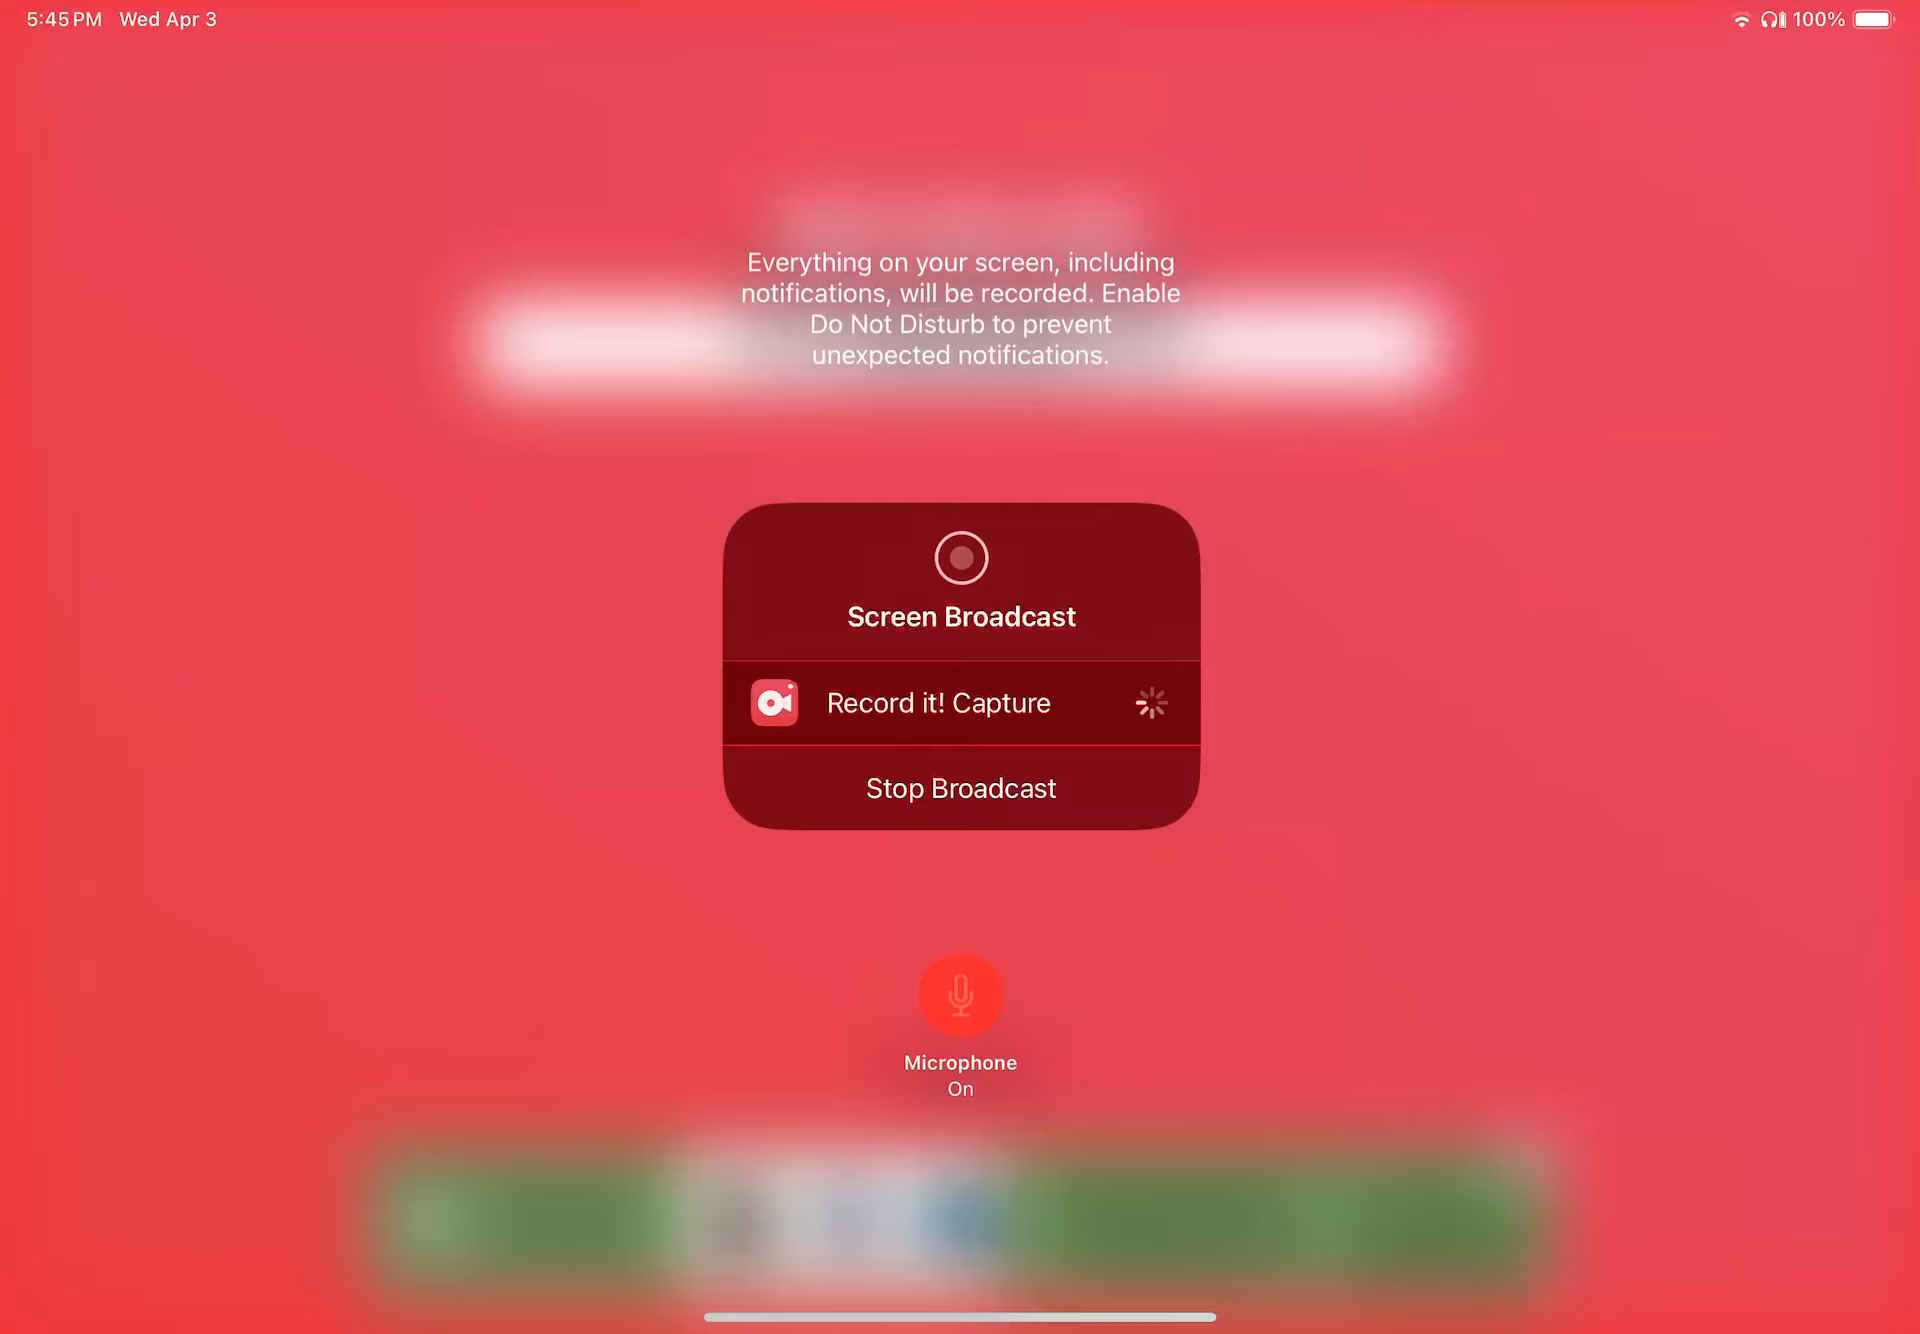 5:45 PM Wed Apr 3
100%
Everything on your screen, including
notifications, will be recorded. Enable
Do Not Disturb to prevent
unexpected notifications.
Screen Broadcast
Record it! Capture
Stop Broadcast
Microphone
On